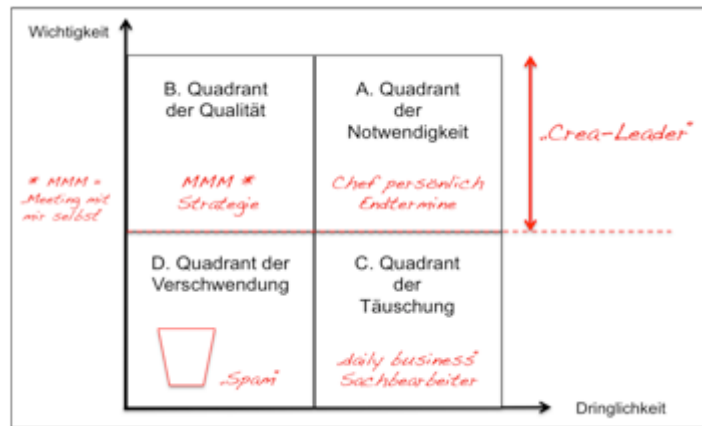 Wichtigkeit
B. Quadrant
der Qualität
A. Quadrant
der
Notwendigkeit
„Crea-Leader“
* MMM =
„Meeting mit
mir selbst
MMM *
Strategie
Chef persönlich
Endtermine
D. Quadrant der
Verschwendung
C. Quadrant
der
Täuschung
„Spam“
„daily business“
Sachbearbeiter
Dringlichkeit